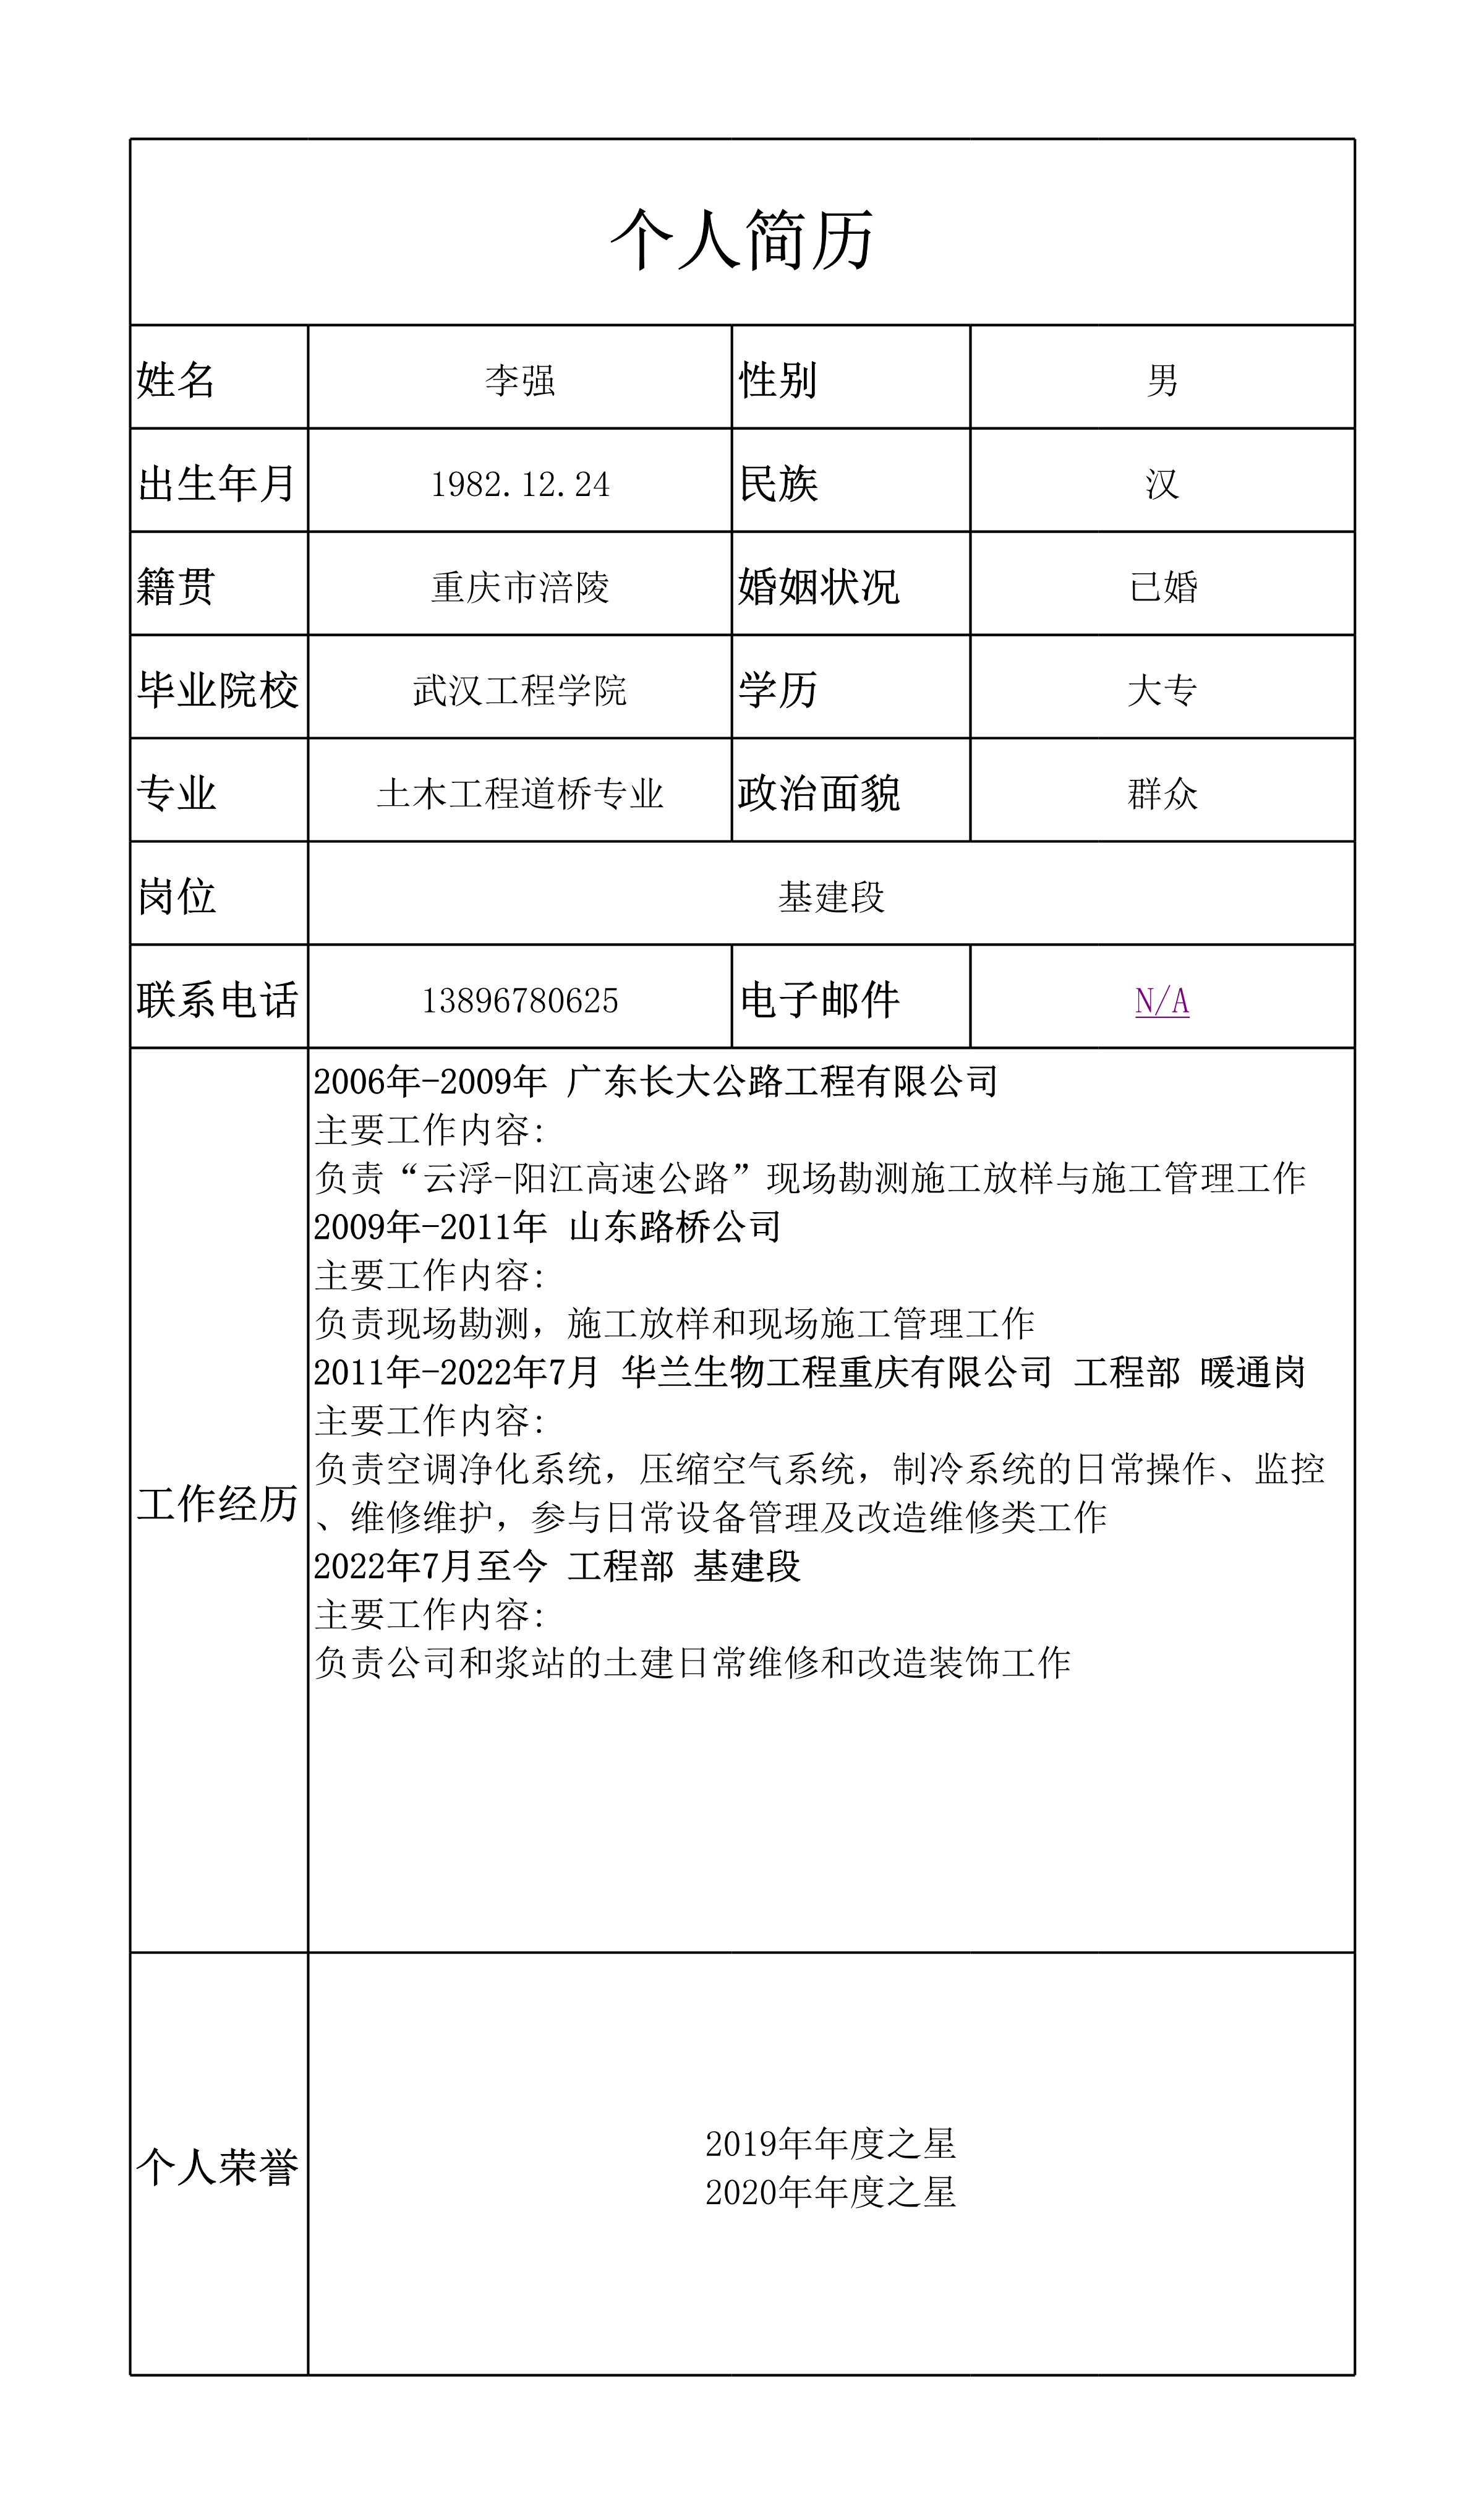 个人简历
姓名 李强 性别 男
出生年月 1982.12.24 民族 汉
籍贯 重庆市涪陵 婚姻状况 已婚
毕业院校 武汉工程学院 学历 大专
专业 土木工程道桥专业 政治面貌 群众
岗位 基建段
联系电话 13896780625 电子邮件 N/A
工作经历
2006年-2009年 广东长大公路工程有限公司
主要工作内容:
负责“云浮-阳江高速公路”现场勘测施工放样与施工管理工作
2009年-2011年 山东路桥公司
主要工作内容:
负责现场勘测，施工放样和现场施工管理工作
2011年-2022年7月 华兰生物工程重庆有限公司 工程部 暖通岗
主要工作内容:
负责空调净化系统，压缩空气系统，制冷系统的日常操作、监控
、维修维护，参与日常设备管理及改造维修类工作
2022年7月至今 工程部 基建段
主要工作内容:
负责公司和浆站的土建日常维修和改造装饰工作
个人荣誉
2019年年度之星
2020年年度之星